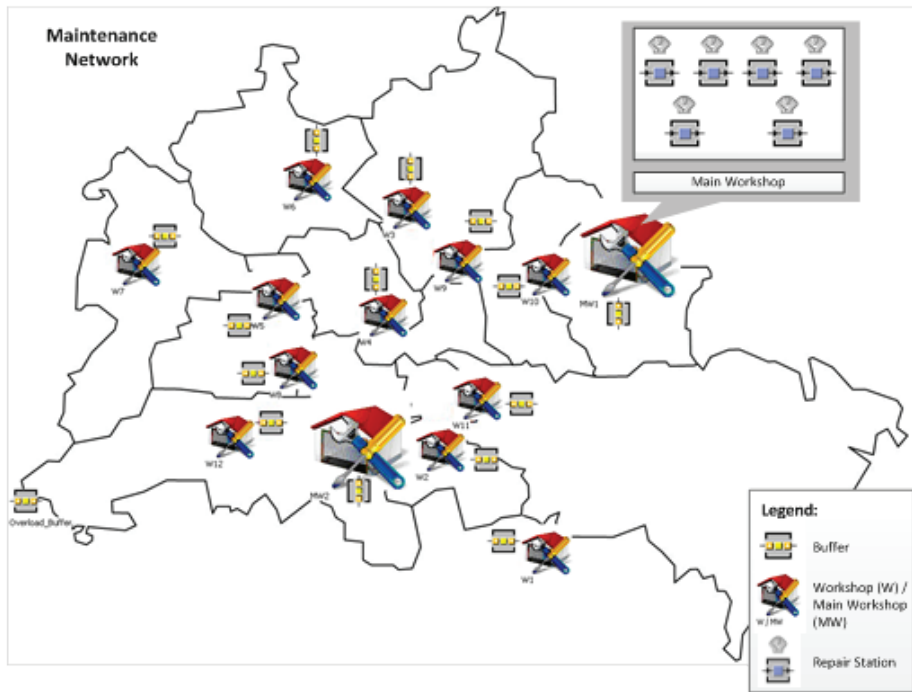 Maintenance
Network
Main Workshop
W6
W3
W7
W9
W10
MW1
W5
W4
W11
W12
W2
MW2
Overload_Buffer
W1
Legend:
Buffer
Workshop (W) /
Main Workshop
(MW)
W/MW
Repair Station